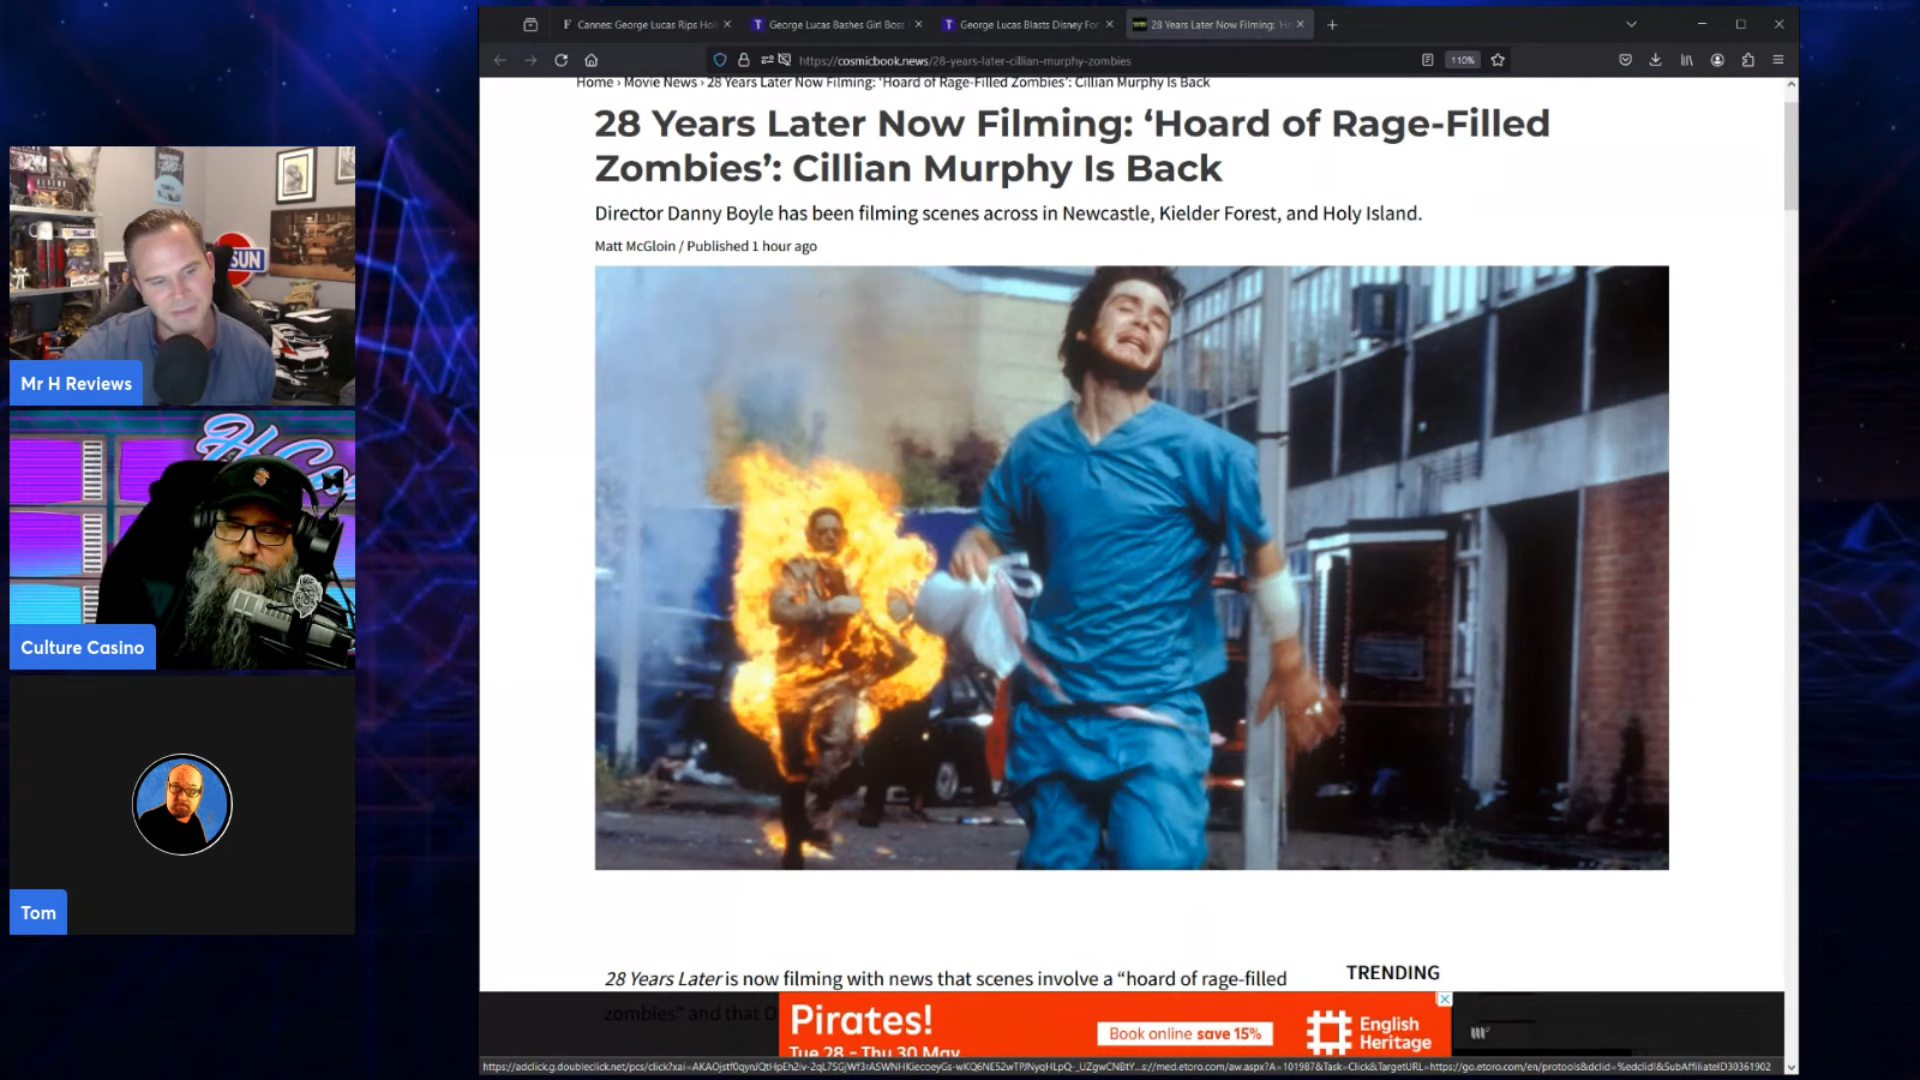 Cannes: George Lucas Rips Hol
George Lucas Bashes Girl Boss
George Lucas Blasts Disney For
28 Years Later Now Filming: 'Ho
https://cosmicbook.news/28-years-later-cillian-murphy-zombies
110%
Home › Movie News › 28 Years Later Now Filming: 'Hoard of Rage-Filled Zombies': Cillian Murphy Is Back
28 Years Later Now Filming: ‘Hoard of Rage-Filled
Zombies’: Cillian Murphy Is Back
Director Danny Boyle has been filming scenes across in Newcastle, Kielder Forest, and Holy Island.
Matt McGloin / Published 1 hour ago
SUN
Mr H Reviews
Culture Casino
Tom
28 Years Later is now filming with news that scenes involve a “hoard of rage-filled
zombies” and that
TRENDING
Pirates!
Tue 28 - Thu 30 May
Book online save 15%
English
Heritage